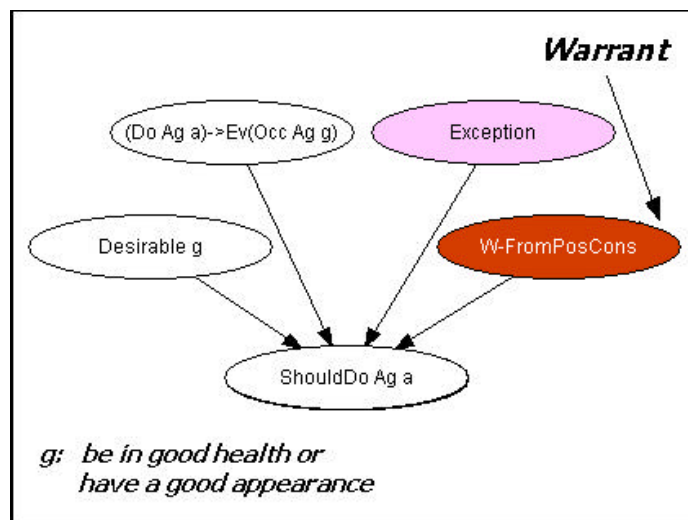 Warrant
(Do Ag a)->Ev(Occ Ag g)
Exception
Desirable g
W-FromPosCons
ShouldDo Ag a
g: be in good health or
have a good appearance